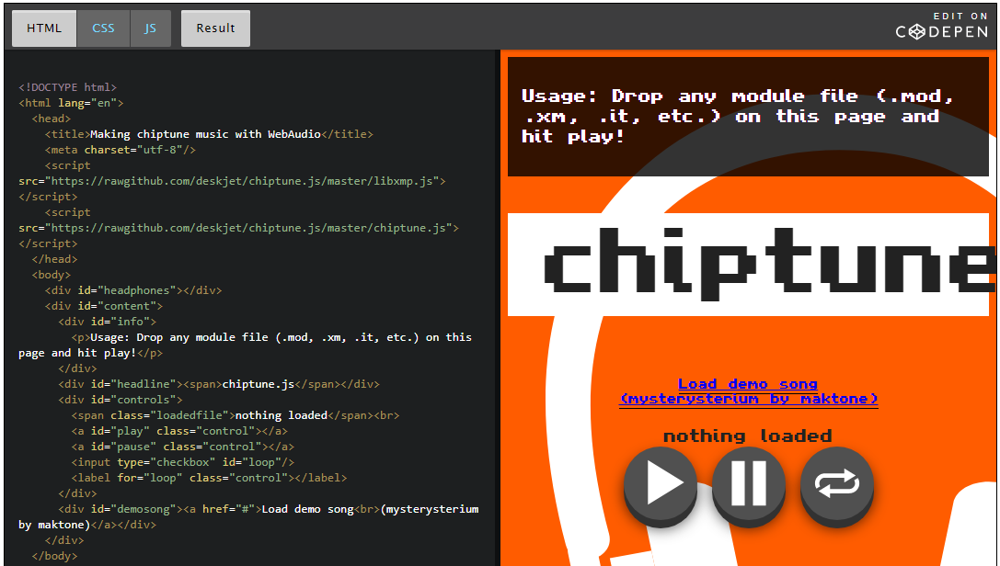 HTML CSS JS Result
EDIT ON
CODEPEN
<!DOCTYPE html>
<html lang="en">
<head>
<title>Making chiptune music with WebAudio</title>
<meta charset="utf-8"/>
<script
src="https://rawgithub.com/deskjet/chiptune.js/master/libxmp.js">
</script>
<script
src="https://rawgithub.com/deskjet/chiptune.js/master/chiptune.js">
</script>
</head>
<body>
<div id="headphones"></div>
<div id="content">
<div id="info">
<p>Usage: Drop any module file (.mod, .xm, .it, etc.) on this
page and hit play!</p>
</div>
<div id="headline"><span>chiptune.js</span></div>
<div id="controls">
<span class="loadedfile">nothing loaded</span><br>
<a id="play" class="control"></a>
<a id="pause" class="control"></a>
<input type="checkbox" id="loop"/>
<label for="loop" class="control"></label>
</div>
<div id="demosong"><a href="#">Load demo song<br>(mysterysterium
by maktone)</a></div>
</div>
</body>
Usage: Drop any module file (.mod,
.xm, .it, etc.) on this page and
hit play!
chiptune
Load demo song
(mysterysterium by maktone)
nothing loaded